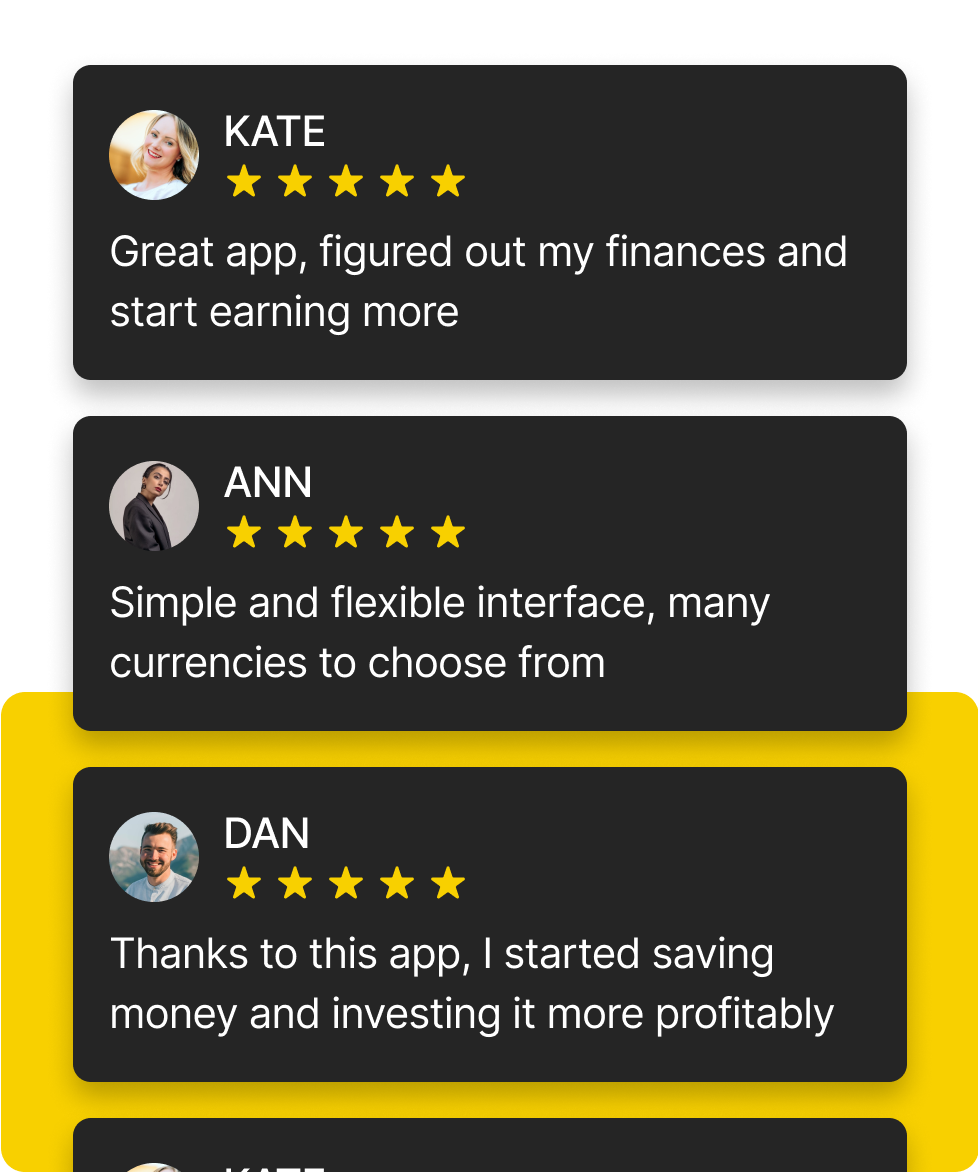 KATE
Great app, figured out my finances and
start earning more
ANN
Simple and flexible interface, many
currencies to choose from
DAN
Thanks to this app, I started saving
money and investing it more profitably
KATE